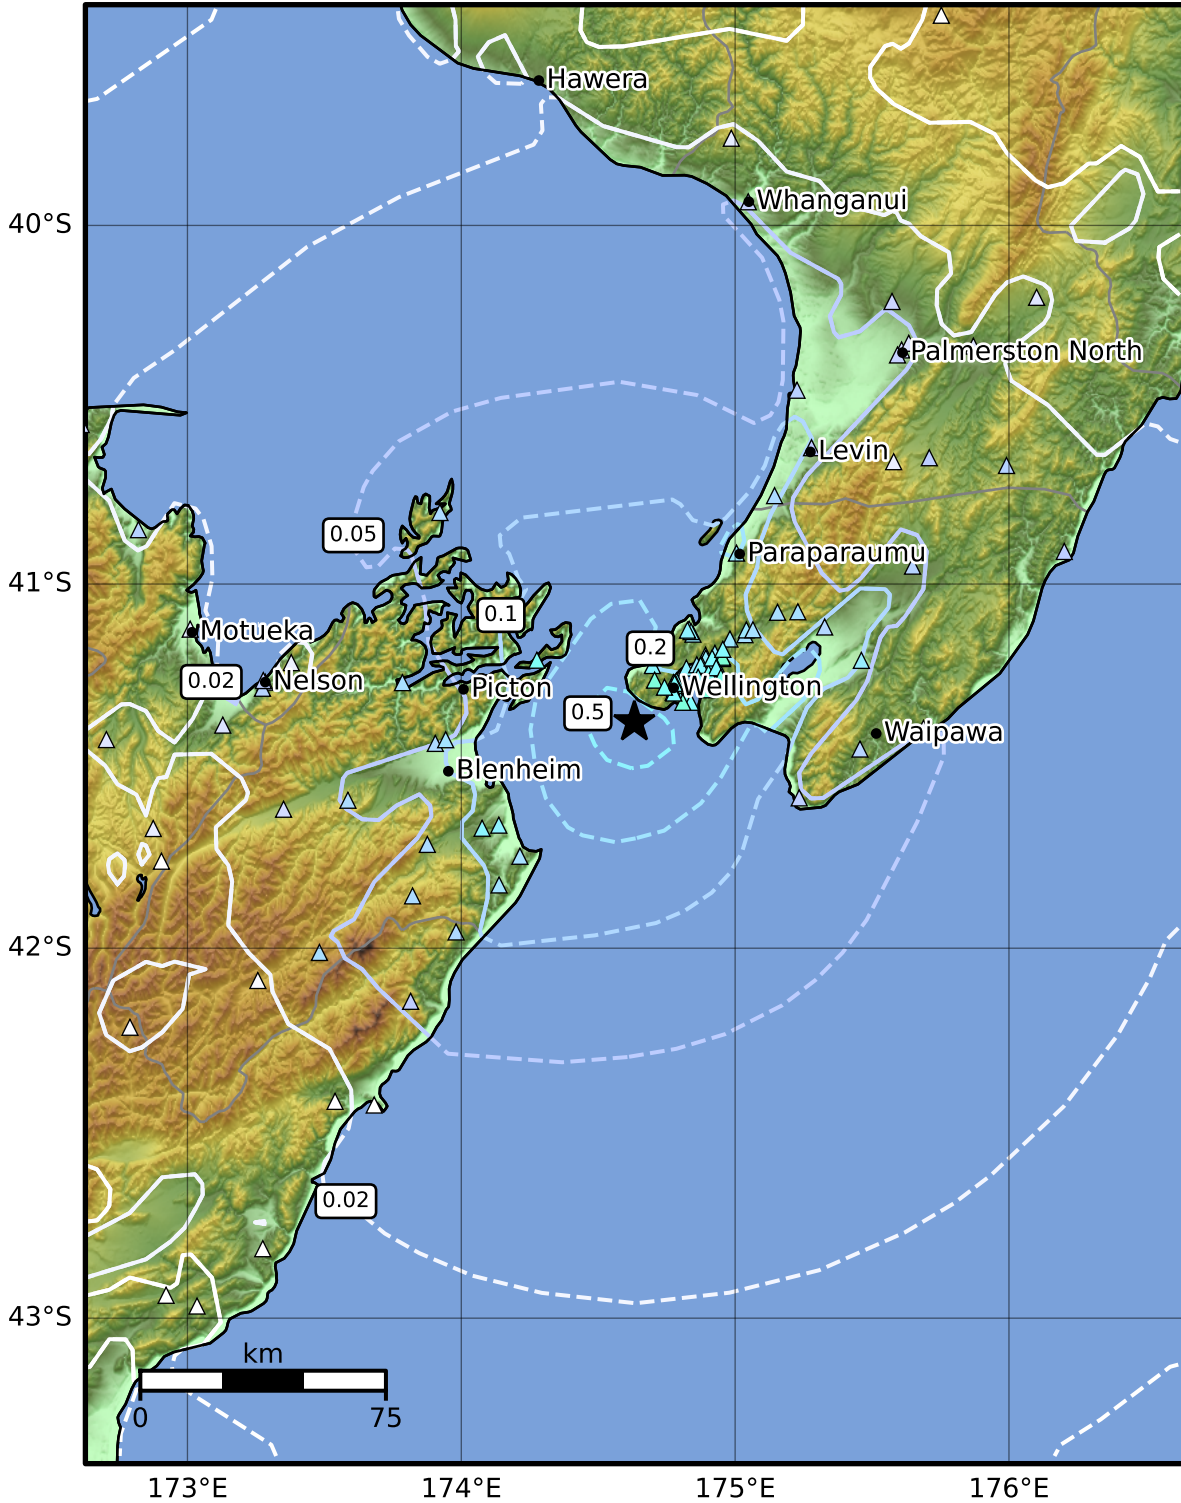 Hawera
Whanganui
40°S
Palmerston North
Levin
0.05
Paraparaumu
41°S
0.1
Motueka
0.2
0.02
Nelson
Picton
Wellington
0.5
Waipawa
Blenheim
42°S
0.02
43°S
km
0 75
173°E 174°E 175°E 176°E